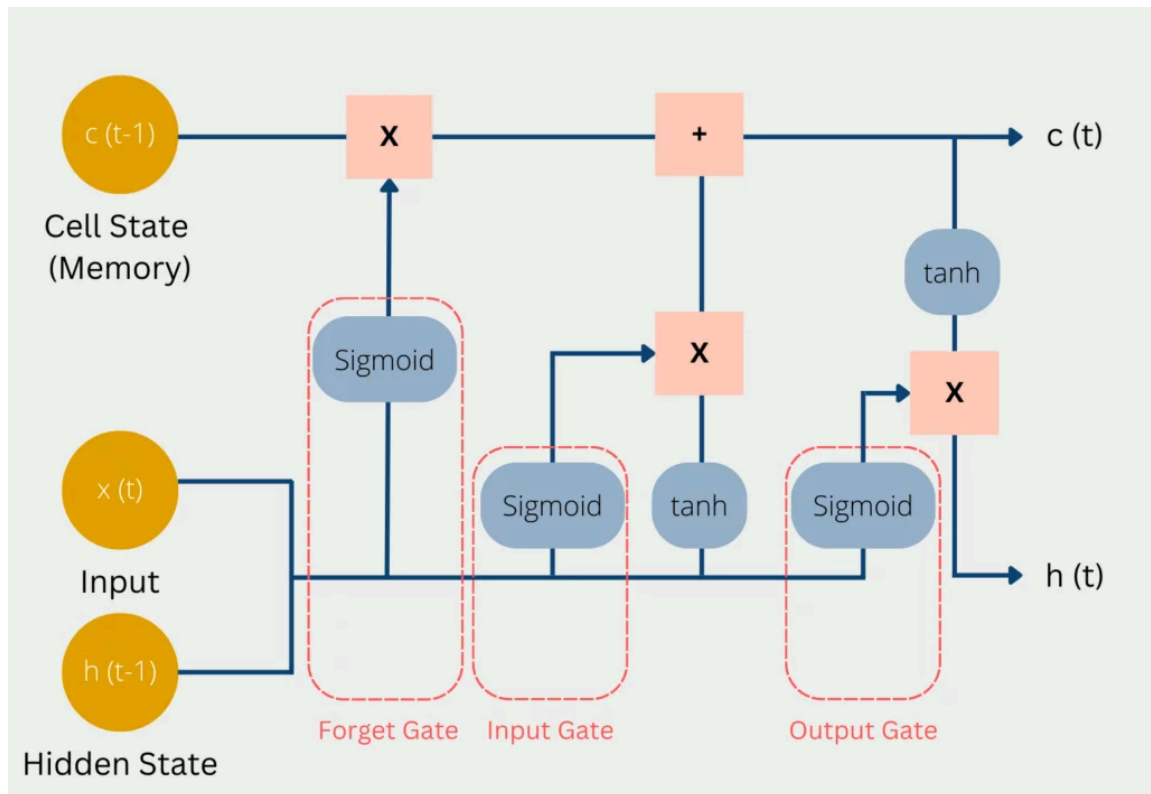 c (t-1)
X
+
c (t)
Cell State
(Memory)
tanh
Sigmoid
X
X
x (t)
Sigmoid
tanh
Sigmoid
Input
h (t)
h (t-1)
Forget Gate
Input Gate
Output Gate
Hidden State